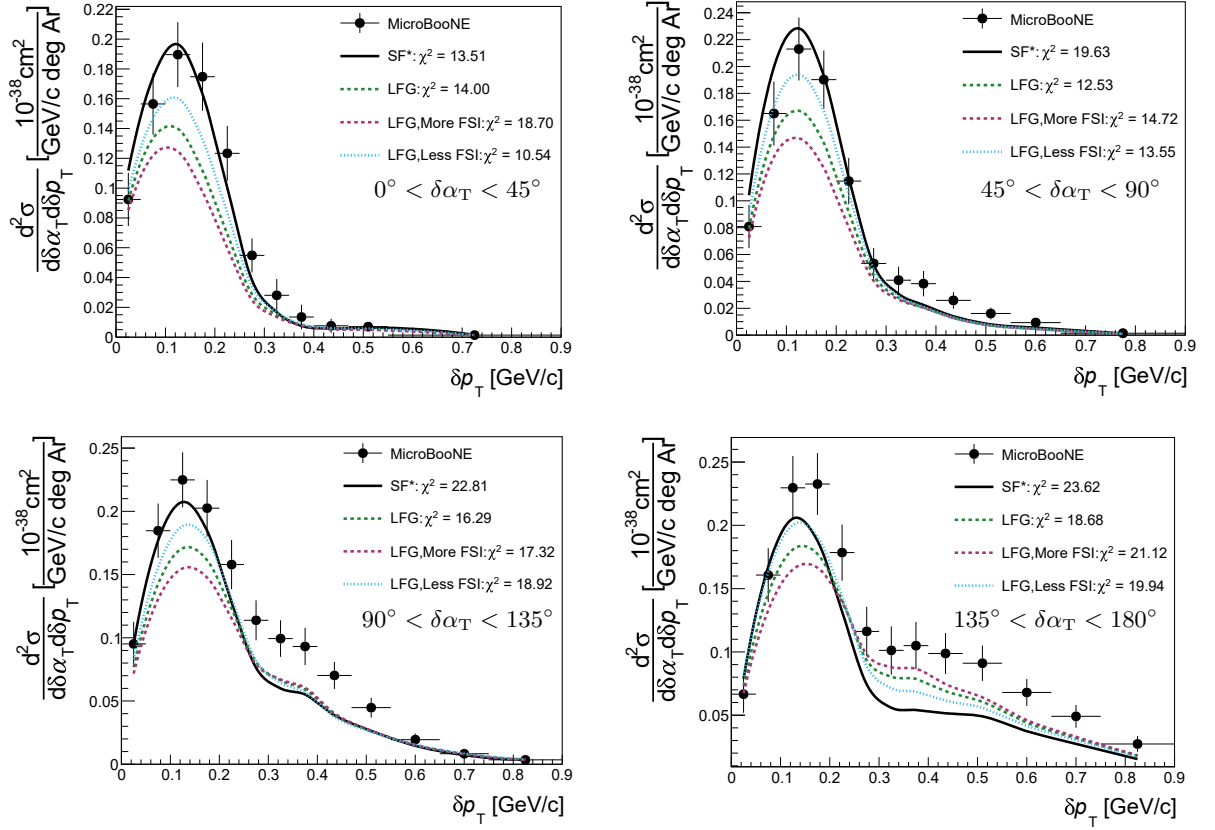 d²σ / dδα_T dδp_T [10⁻³⁸cm² / GeV/c deg Ar]
0.22
0.2
0.18
0.16
0.14
0.12
0.1
0.08
0.06
0.04
0.02
0
MicroBooNE
SF*: χ² = 13.51
LFG: χ² = 14.00
LFG,More FSI: χ² = 18.70
LFG,Less FSI: χ² = 10.54
0° < δα_T < 45°
0 0.1 0.2 0.3 0.4 0.5 0.6 0.7 0.8 0.9
δp_T [GeV/c]
d²σ / dδα_T dδp_T [10⁻³⁸cm² / GeV/c deg Ar]
0.24
0.22
0.2
0.18
0.16
0.14
0.12
0.1
0.08
0.06
0.04
0.02
0
MicroBooNE
SF*: χ² = 19.63
LFG: χ² = 12.53
LFG,More FSI: χ² = 14.72
LFG,Less FSI: χ² = 13.55
45° < δα_T < 90°
0 0.1 0.2 0.3 0.4 0.5 0.6 0.7 0.8 0.9
δp_T [GeV/c]
d²σ / dδα_T dδp_T [10⁻³⁸cm² / GeV/c deg Ar]
0.25
0.2
0.15
0.1
0.05
0
MicroBooNE
SF*: χ² = 22.81
LFG: χ² = 16.29
LFG,More FSI: χ² = 17.32
LFG,Less FSI: χ² = 18.92
90° < δα_T < 135°
0 0.1 0.2 0.3 0.4 0.5 0.6 0.7 0.8 0.9
δp_T [GeV/c]
d²σ / dδα_T dδp_T [10⁻³⁸cm² / GeV/c deg Ar]
0.25
0.2
0.15
0.1
0.05
MicroBooNE
SF*: χ² = 23.62
LFG: χ² = 18.68
LFG,More FSI: χ² = 21.12
LFG,Less FSI: χ² = 19.94
135° < δα_T < 180°
0 0.1 0.2 0.3 0.4 0.5 0.6 0.7 0.8 0.9
δp_T [GeV/c]